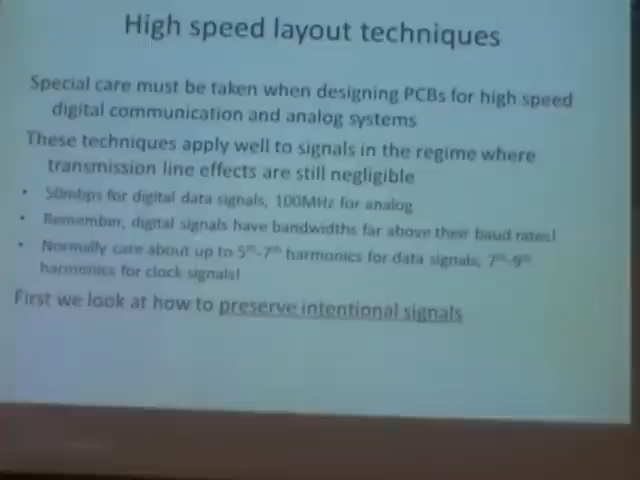 High speed layout techniques
Special care must be taken when designing PCBs for high speed
digital communication and analog systems
These techniques apply well to signals in the regime where
transmission line effects are still negligible
• 50mbps for digital data signals, 100MHz for analog
• Remember, digital signals have bandwidths far above their baud rates!
• Normally care about up to 5th-7th harmonics for data signals, 7th-9th
harmonics for clock signals!
First we look at how to preserve intentional signals